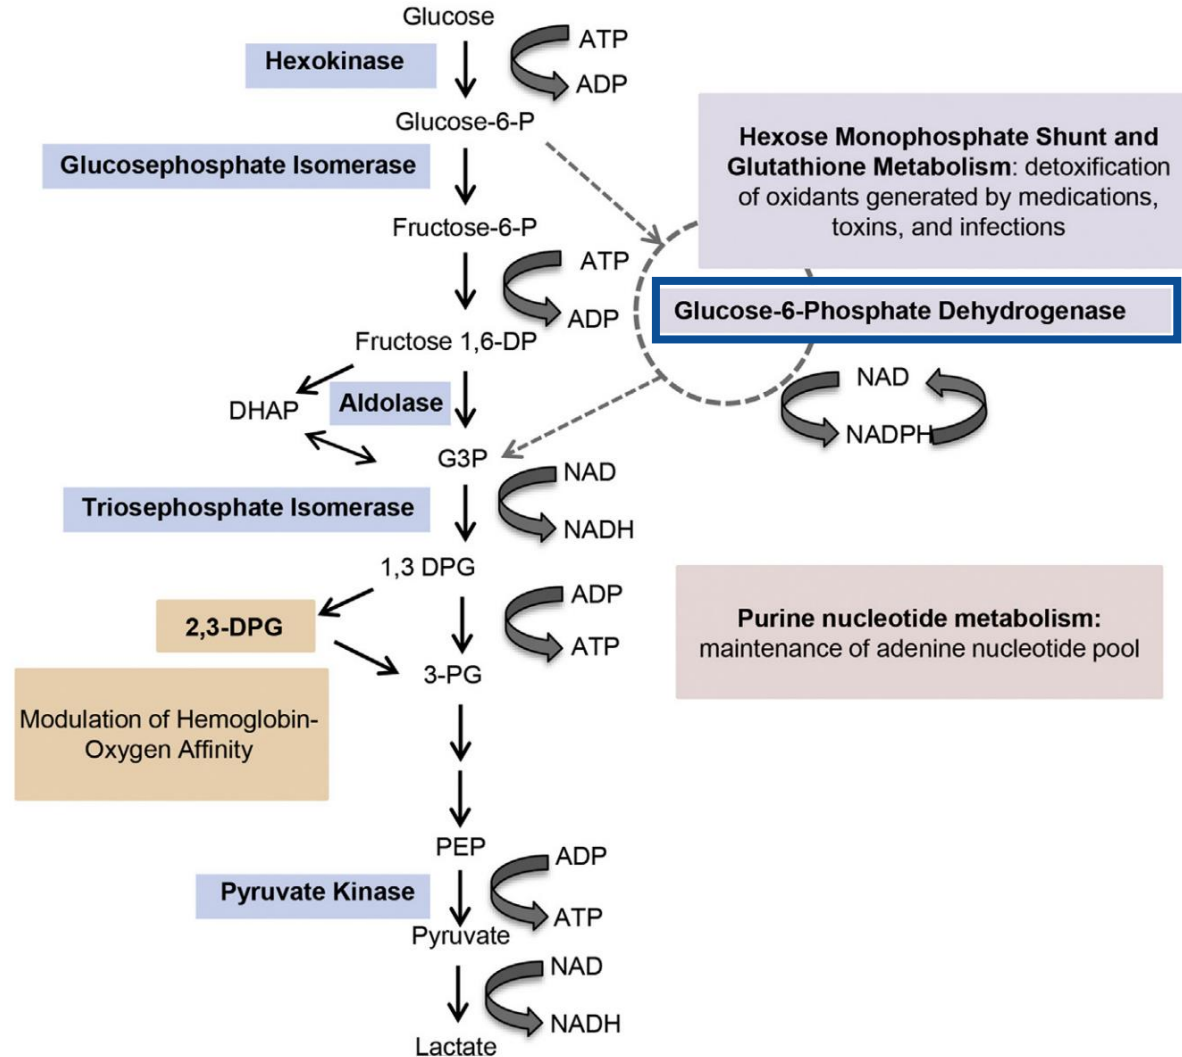 Glucose
ATP
Hexokinase
ADP
Glucose-6-P
Glucosephosphate Isomerase
Hexose Monophosphate Shunt and
Glutathione Metabolism: detoxification
of oxidants generated by medications,
toxins, and infections
Fructose-6-P
ATP
ADP
Glucose-6-Phosphate Dehydrogenase
Fructose 1,6-DP
DHAP
Aldolase
NAD
NADPH
G3P
NAD
Triosephosphate Isomerase
NADH
1,3 DPG
ADP
2,3-DPG
ATP
Purine nucleotide metabolism:
maintenance of adenine nucleotide pool
3-PG
Modulation of Hemoglobin-
Oxygen Affinity
PEP
ADP
Pyruvate Kinase
ATP
Pyruvate
NAD
NADH
Lactate